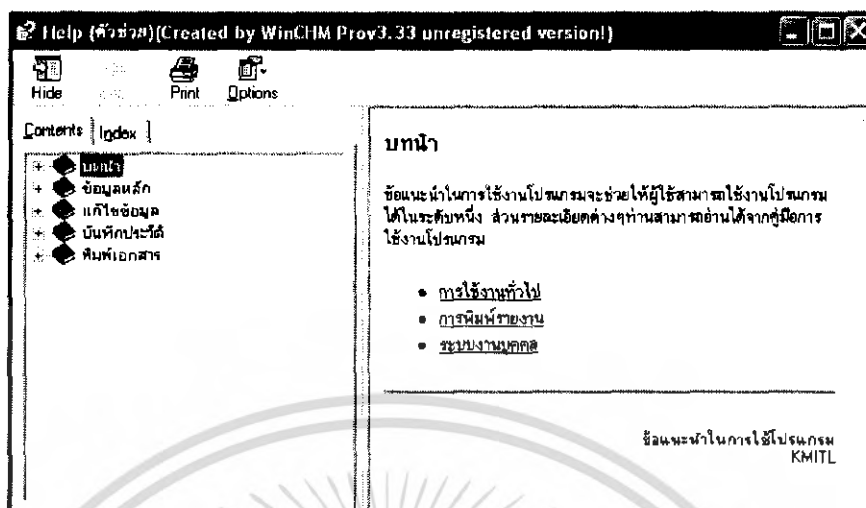 Help (ตัวช่วย)(Created by WinCHM Prov3.33 unregistered version!)
Hide Print Options
Contents Index
บทนำ
ข้อมูลหลัก
แก้ไขข้อมูล
บันทึกประวัติ
พิมพ์เอกสาร
บทนำ
ข้อแนะนำในการใช้งานโปรแกรมจะช่วยให้ผู้ใช้สามารถใช้งานโปรแกรม
ได้ในระดับหนึ่ง ส่วนรายละเอียดต่างๆท่านสามารถอ่านได้จากคู่มือการ
ใช้งานโปรแกรม
การใช้งานทั่วไป
การพิมพ์รายงาน
ระบบงานบุคคล
ข้อแนะนำในการใช้โปรแกรม
KMITL